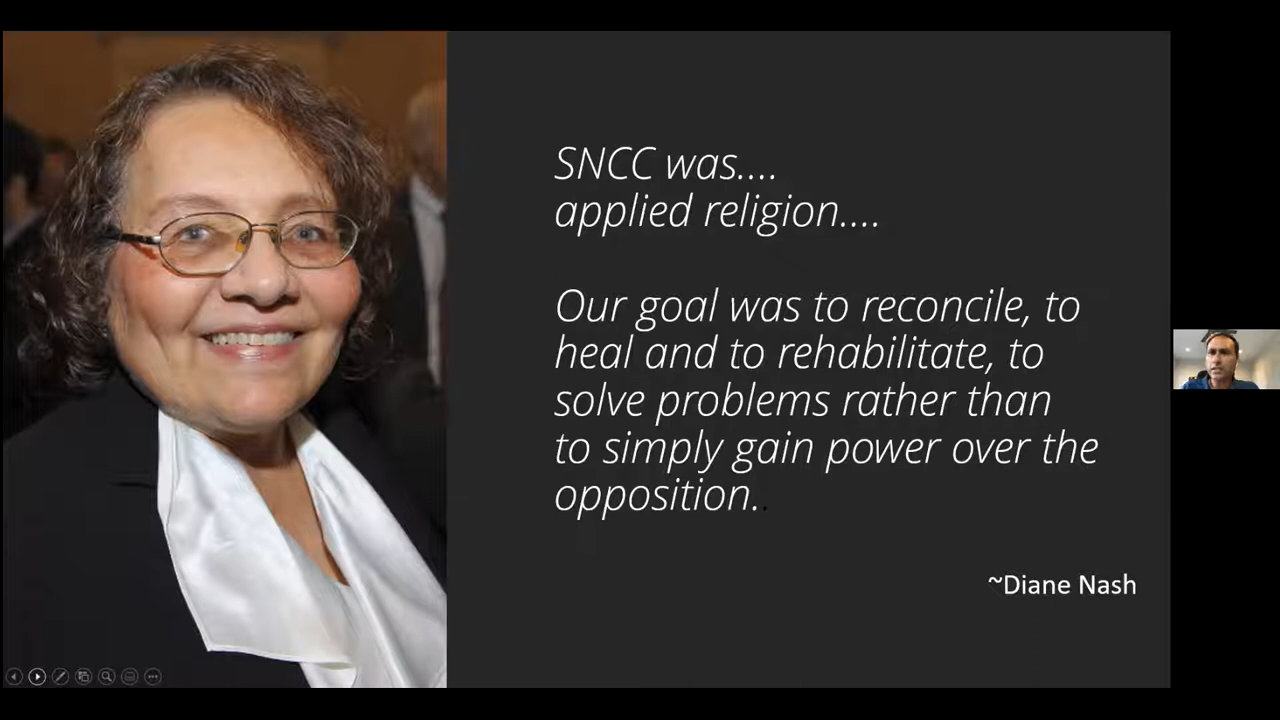 SNCC was....
applied religion....
Our goal was to reconcile, to
heal and to rehabilitate, to
solve problems rather than
to simply gain power over the
opposition..
~Diane Nash